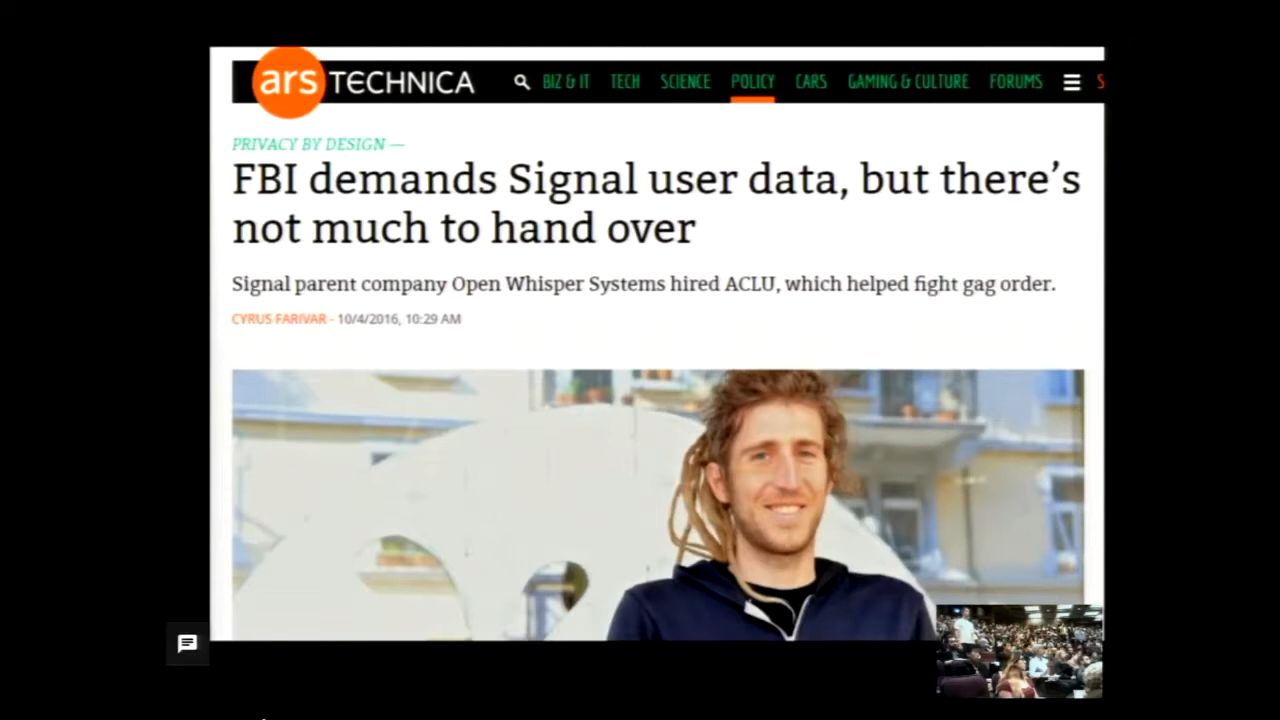 ars TECHNICA BIZ & IT TECH SCIENCE POLICY CARS GAMING & CULTURE FORUMS S
PRIVACY BY DESIGN —
FBI demands Signal user data, but there’s
not much to hand over
Signal parent company Open Whisper Systems hired ACLU, which helped fight gag order.
CYRUS FARIVAR - 10/4/2016, 10:29 AM